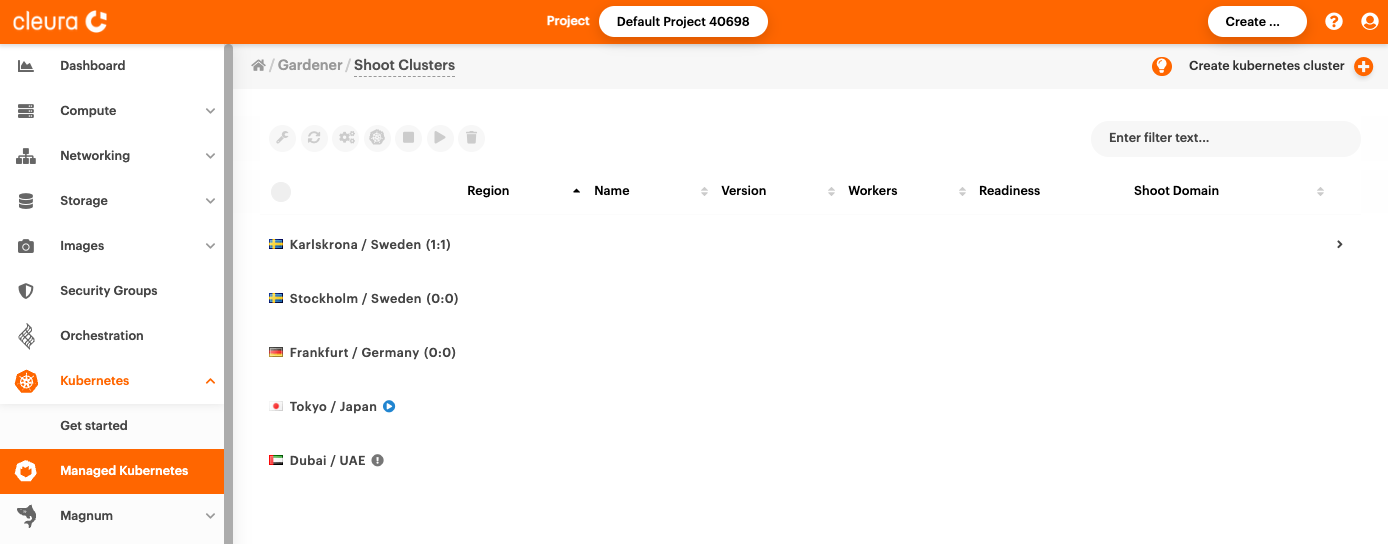 cleura
Project Default Project 40698 Create ...
Dashboard
Compute
Networking
Storage
Images
Security Groups
Orchestration
Kubernetes
Get started
Managed Kubernetes
Magnum
/ Gardener / Shoot Clusters
Create kubernetes cluster
Enter filter text...
Region Name Version Workers Readiness Shoot Domain
Karlskrona / Sweden (1:1)
Stockholm / Sweden (0:0)
Frankfurt / Germany (0:0)
Tokyo / Japan
Dubai / UAE